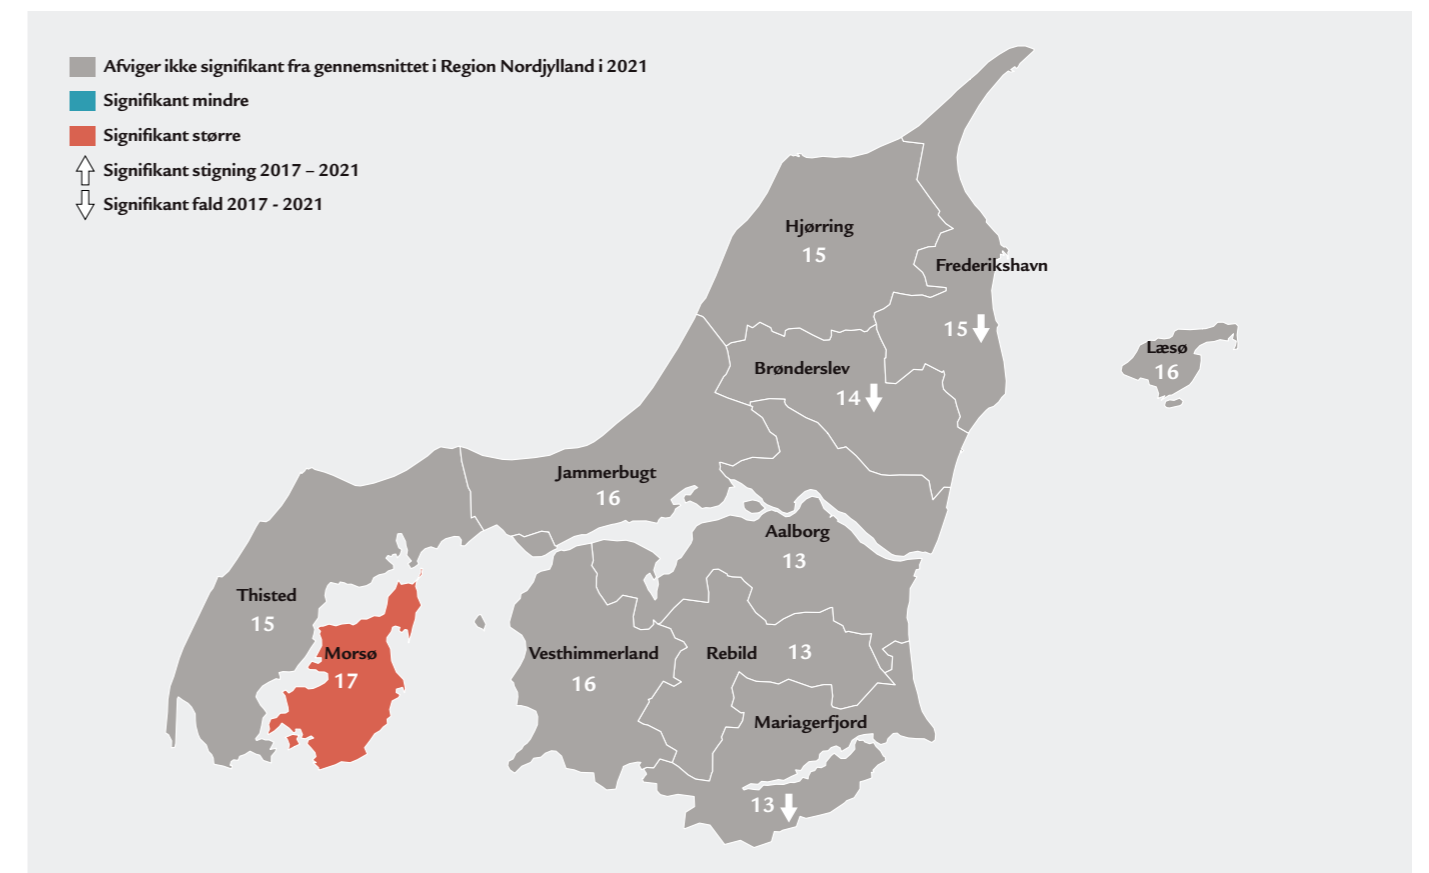 Afviger ikke signifikant fra gennemsnittet i Region Nordjylland i 2021
Signifikant mindre
Signifikant større
Signifikant stigning 2017 – 2021
Signifikant fald 2017 - 2021
Hjørring
15
Frederikshavn
15
Læsø
16
Brønderslev
14
Jammerbugt
16
Aalborg
13
Thisted
15
Morsø
17
Vesthimmerland
16
Rebild 13
Mariagerfjord
13